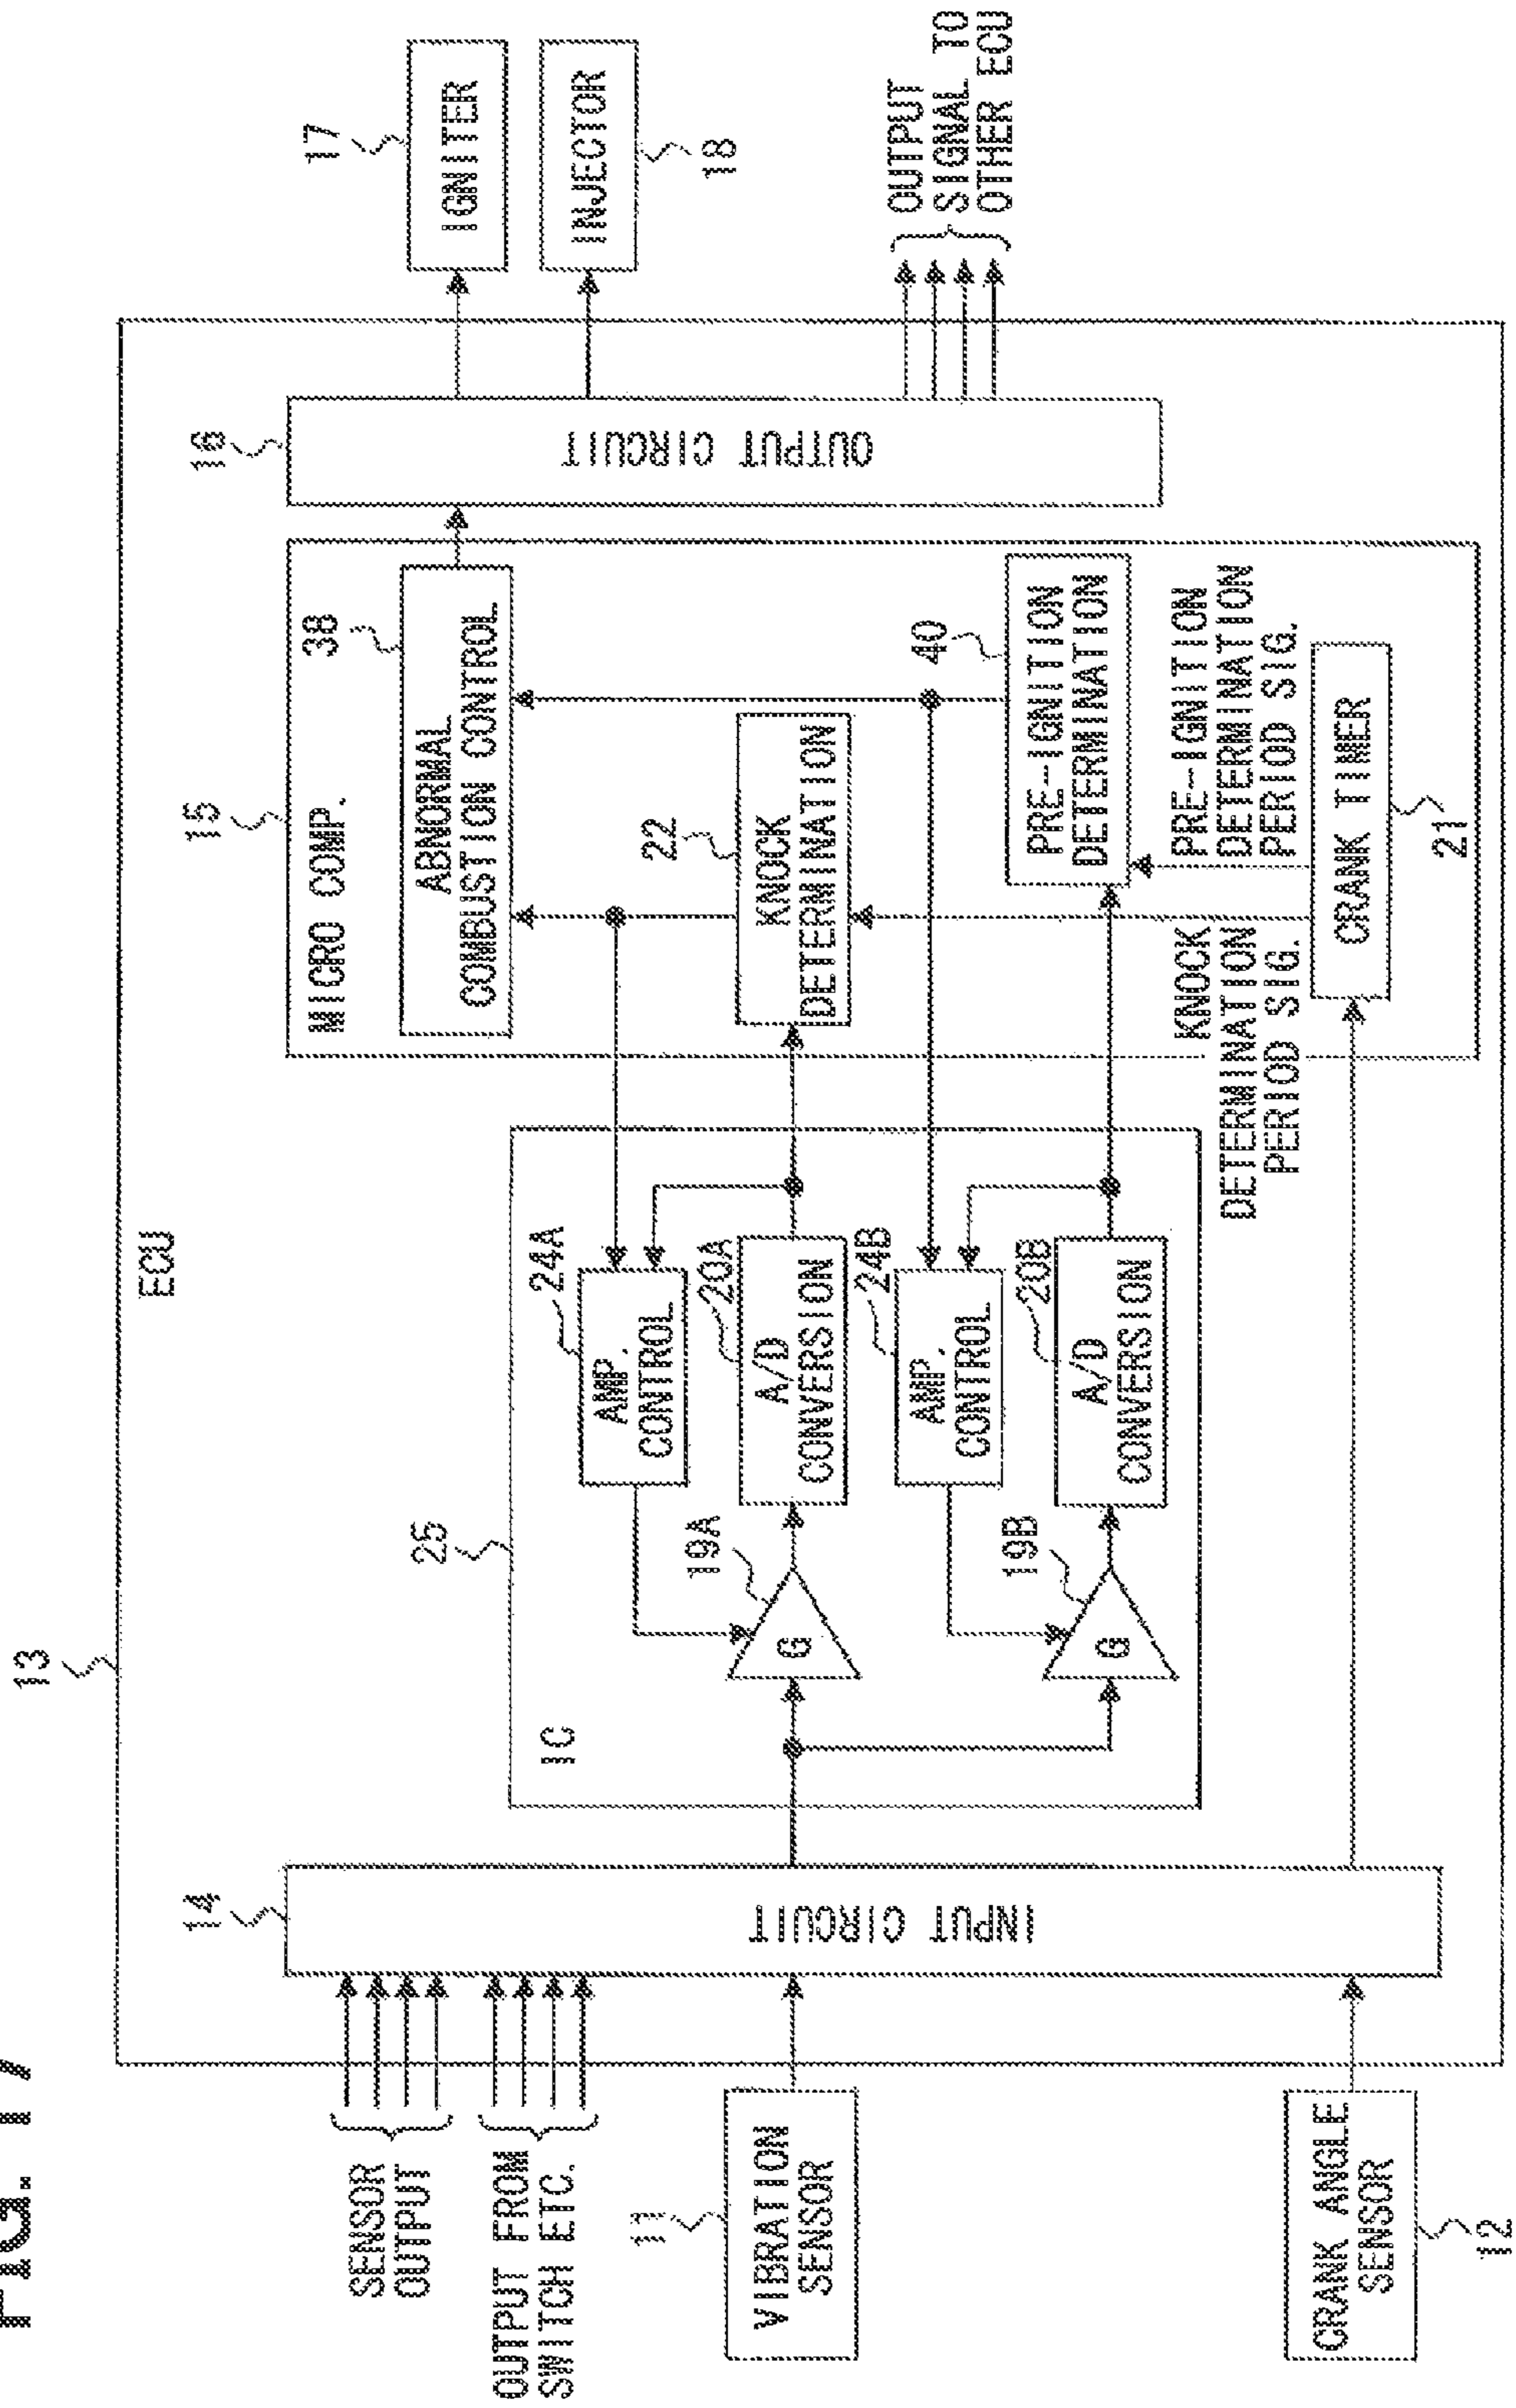 FIG. 17
13
ECU
SENSOR
OUTPUT
OUTPUT FROM
SWITCH ETC.
11
VIBRATION
SENSOR
CRANK ANGLE
SENSOR
12
14
INPUT CIRCUIT
25
IC
G
19A
G
19B
24A
AMP.
CONTROL
20A
A/D
CONVERSION
24B
AMP.
CONTROL
20B
A/D
CONVERSION
15
MICRO COMP.
38
ABNORMAL
COMBUSTION CONTROL
22
KNOCK
DETERMINATION
40
PRE-IGNITION
DETERMINATION
KNOCK
DETERMINATION
PERIOD SIG.
PRE-IGNITION
DETERMINATION
PERIOD SIG.
CRANK TIMER
21
16
OUTPUT CIRCUIT
17
IGNITER
INJECTOR
18
OUTPUT
SIGNAL TO
OTHER ECU